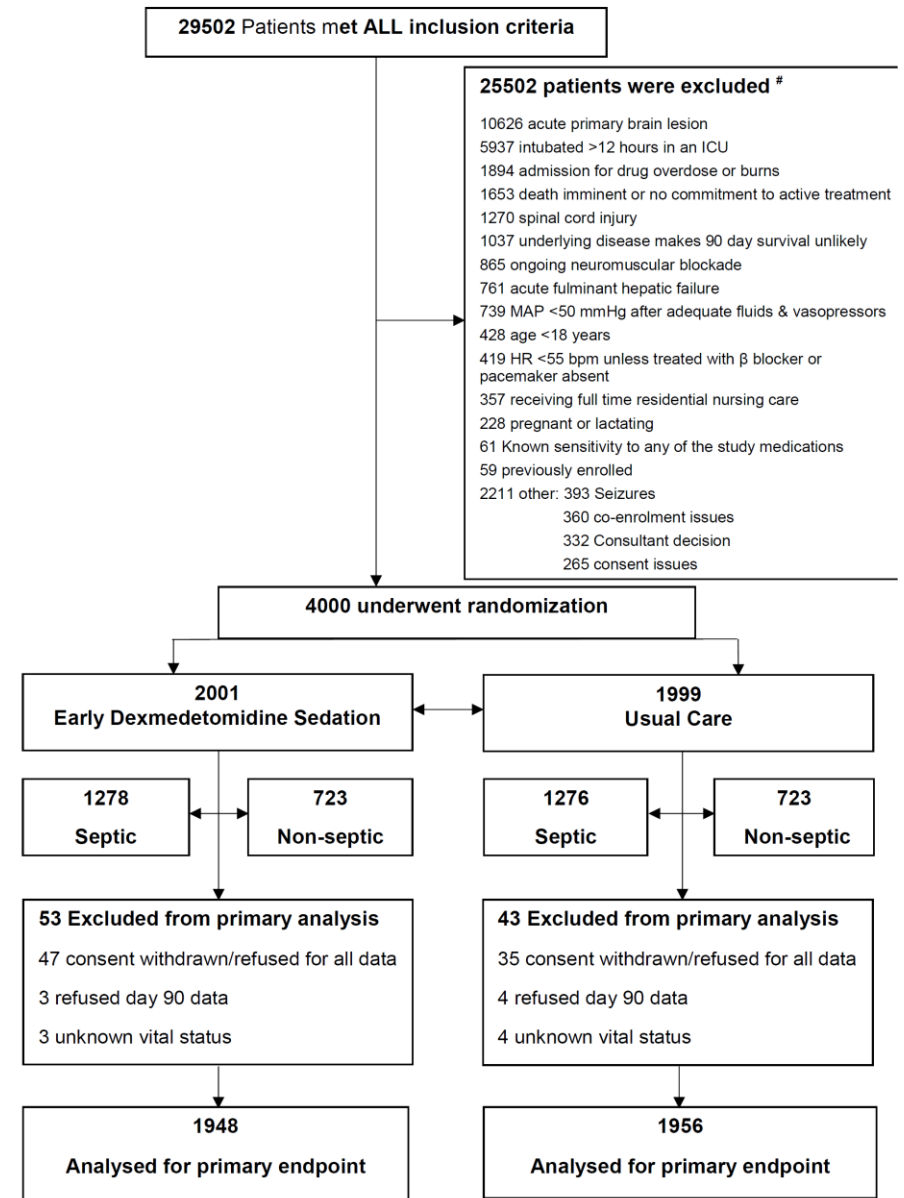 29502 Patients met ALL inclusion criteria
25502 patients were excluded #
10626 acute primary brain lesion
5937 intubated >12 hours in an ICU
1894 admission for drug overdose or burns
1653 death imminent or no commitment to active treatment
1270 spinal cord injury
1037 underlying disease makes 90 day survival unlikely
865 ongoing neuromuscular blockade
761 acute fulminant hepatic failure
739 MAP <50 mmHg after adequate fluids & vasopressors
428 age <18 years
419 HR <55 bpm unless treated with β blocker or
pacemaker absent
357 receiving full time residential nursing care
228 pregnant or lactating
61 Known sensitivity to any of the study medications
59 previously enrolled
2211 other: 393 Seizures
360 co-enrolment issues
332 Consultant decision
265 consent issues
4000 underwent randomization
2001
Early Dexmedetomidine Sedation
1999
Usual Care
1278
Septic
723
Non-septic
1276
Septic
723
Non-septic
53 Excluded from primary analysis
47 consent withdrawn/refused for all data
3 refused day 90 data
3 unknown vital status
43 Excluded from primary analysis
35 consent withdrawn/refused for all data
4 refused day 90 data
4 unknown vital status
1948
Analysed for primary endpoint
1956
Analysed for primary endpoint